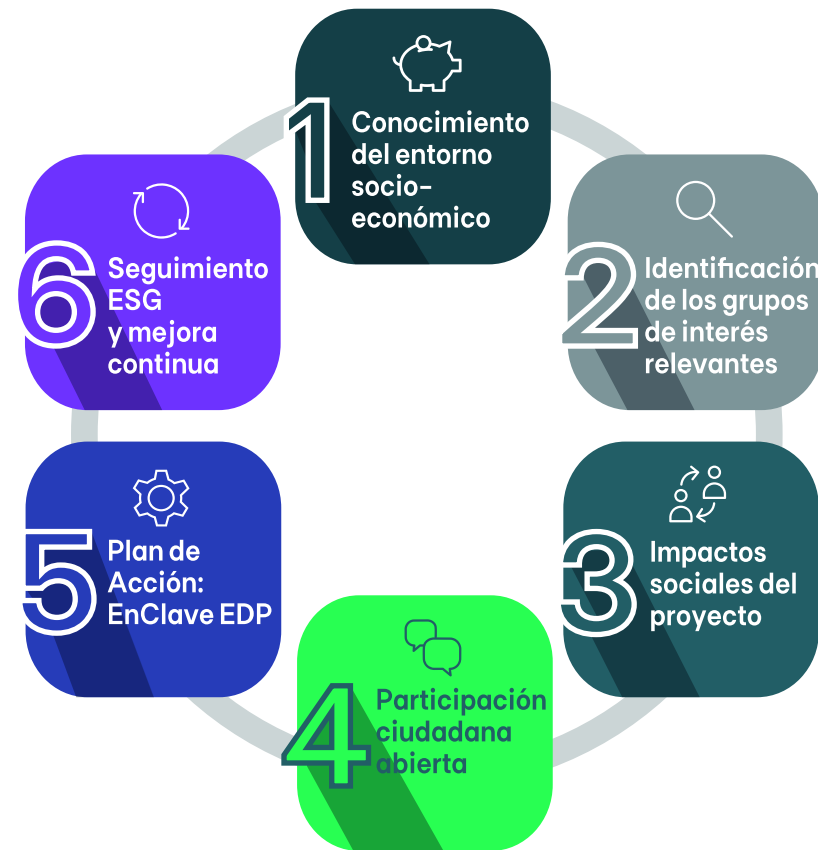 1
Conocimiento
del entorno
socio-
económico
2
Identificación
de los grupos
de interés
relevantes
3
Impactos
sociales del
proyecto
4
Participación
ciudadana
abierta
5
Plan de
Acción:
EnClave EDP
6
Seguimiento
ESG
y mejora
continua